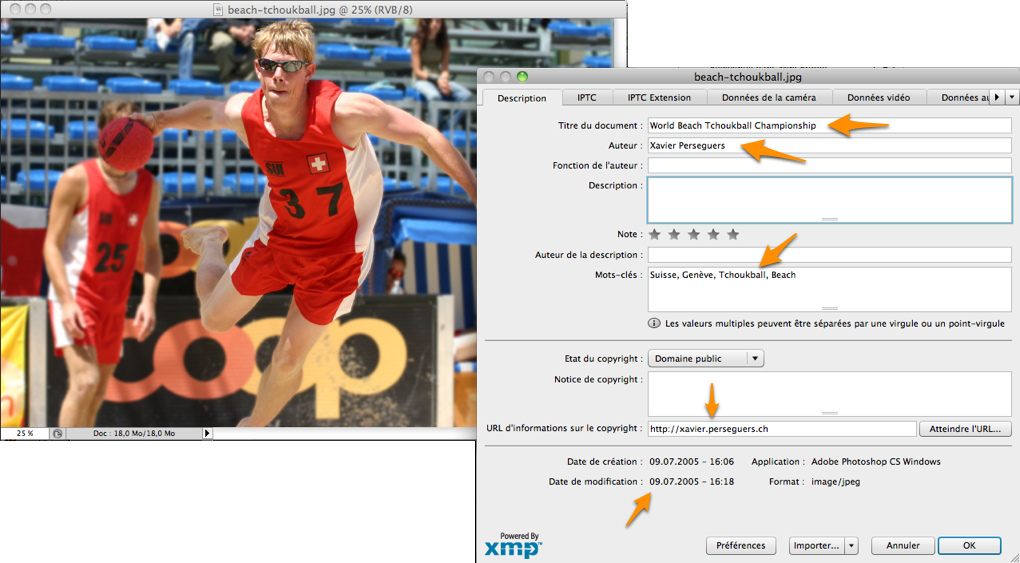 beach-tchoukball.jpg @ 25% (RVB/8)
SUI
3 7
SUI
25
coop
25 %
Doc : 18,0 Mo/18,0 Mo
beach-tchoukball.jpg
Description
IPTC
IPTC Extension
Données de la caméra
Données vidéo
Données au
Titre du document : World Beach Tchoukball Championship
Auteur : Xavier Perseguers
Fonction de l'auteur :
Description :
Note :
Auteur de la description :
Mots-clés : Suisse, Genève, Tchoukball, Beach
Les valeurs multiples peuvent être séparées par une virgule ou un point-virgule
Etat du copyright : Domaine public
Notice de copyright :
URL d'informations sur le copyright : http://xavier.perseguers.ch Atteindre l'URL...
Date de création : 09.07.2005 - 16:06 Application : Adobe Photoshop CS Windows
Date de modification : 09.07.2005 - 16:18 Format : image/jpeg
Powered By
xmp
Préférences
Importer...
Annuler
OK